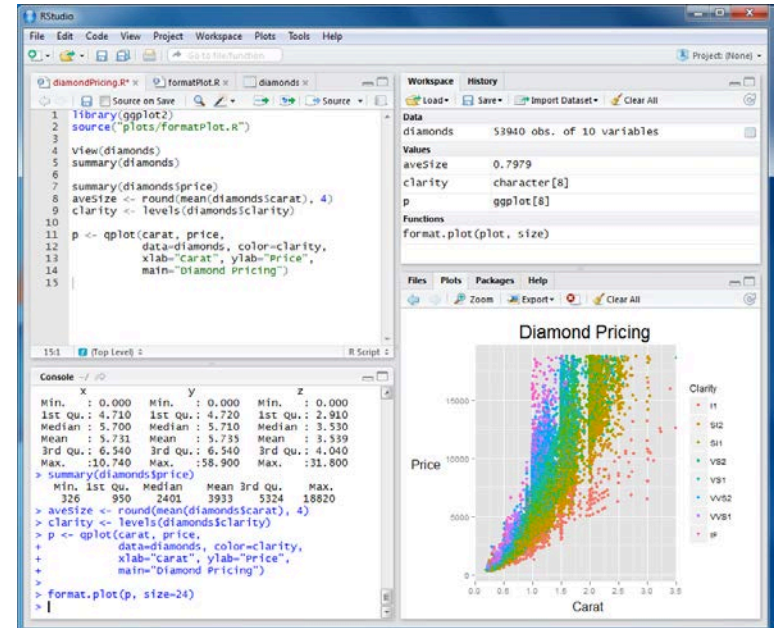 RStudio
File Edit Code View Project Workspace Plots Tools Help
Go to file/function
Project: (None)
diamondPricing.R* formatPlot.R diamonds
Source on Save Source
1 library(ggplot2)
2 source("plots/formatPlot.R")
3
4 View(diamonds)
5 summary(diamonds)
6
7 summary(diamonds$price)
8 aveSize <- round(mean(diamonds$carat), 4)
9 clarity <- levels(diamonds$clarity)
10
11 p <- qplot(carat, price,
12 data=diamonds, color=clarity,
13 xlab="Carat", ylab="Price",
14 main="Diamond Pricing")
15
15:1 (Top Level) R Script
Console ~/
x y z
Min. : 0.000 Min. : 0.000 Min. : 0.000
1st Qu.: 4.710 1st Qu.: 4.720 1st Qu.: 2.910
Median : 5.700 Median : 5.710 Median : 3.530
Mean : 5.731 Mean : 5.735 Mean : 3.539
3rd Qu.: 6.540 3rd Qu.: 6.540 3rd Qu.: 4.040
Max. :10.740 Max. :58.900 Max. :31.800
> summary(diamonds$price)
Min. 1st Qu. Median Mean 3rd Qu. Max.
326 950 2401 3933 5324 18820
> aveSize <- round(mean(diamonds$carat), 4)
> clarity <- levels(diamonds$clarity)
> p <- qplot(carat, price,
+ data=diamonds, color=clarity,
+ xlab="Carat", ylab="Price",
+ main="Diamond Pricing")
>
> format.plot(p, size=24)
>
Workspace History
Load Save Import Dataset Clear All
Data
diamonds 53940 obs. of 10 variables
Values
aveSize 0.7979
clarity character[8]
p ggplot[8]
Functions
format.plot(plot, size)
Files Plots Packages Help
Zoom Export Clear All
Diamond Pricing
Price
15000
10000
5000
0
0.0 0.5 1.0 1.5 2.0 2.5 3.0 3.5
Carat
Clarity
I1
SI2
SI1
VS2
VS1
VVS2
VVS1
IF